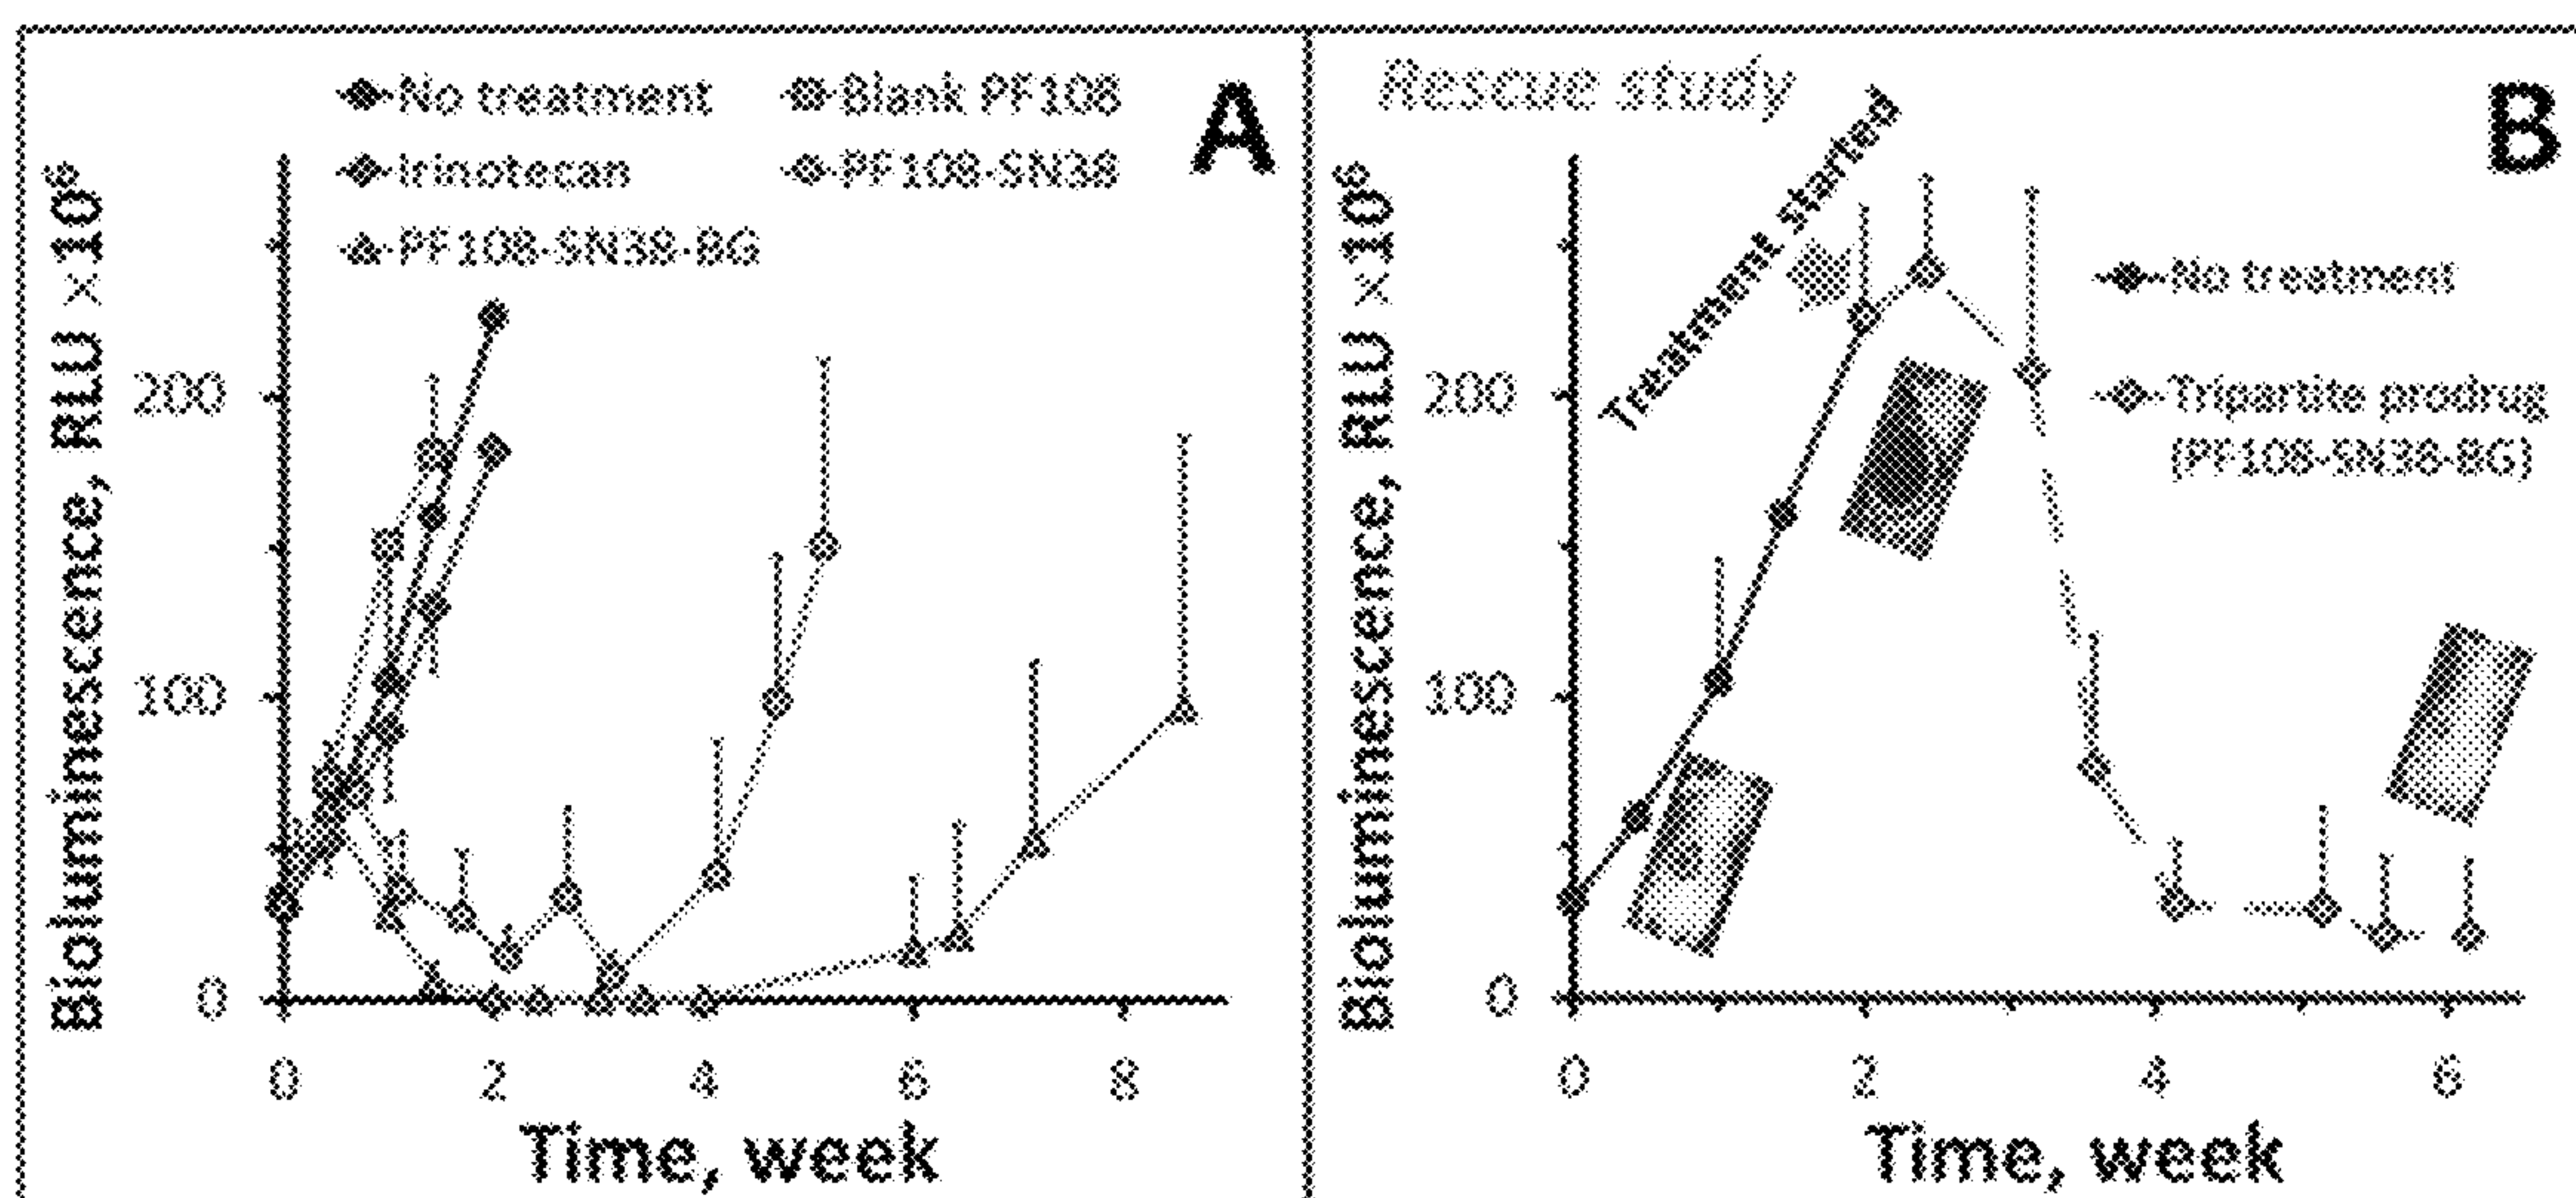 A
No treatment
Blank PF108
Irinotecan
PF108-SN38
PF108-SN38-BG
Bioluminescence, RLU ×10⁶
200
100
0
0 2 4 6 8
Time, week
Rescue study
B
Treatment started
No treatment
Tripartite prodrug
(PF108-SN38-BG)
Bioluminescence, RLU ×10⁶
200
100
0
0 2 4 6
Time, week